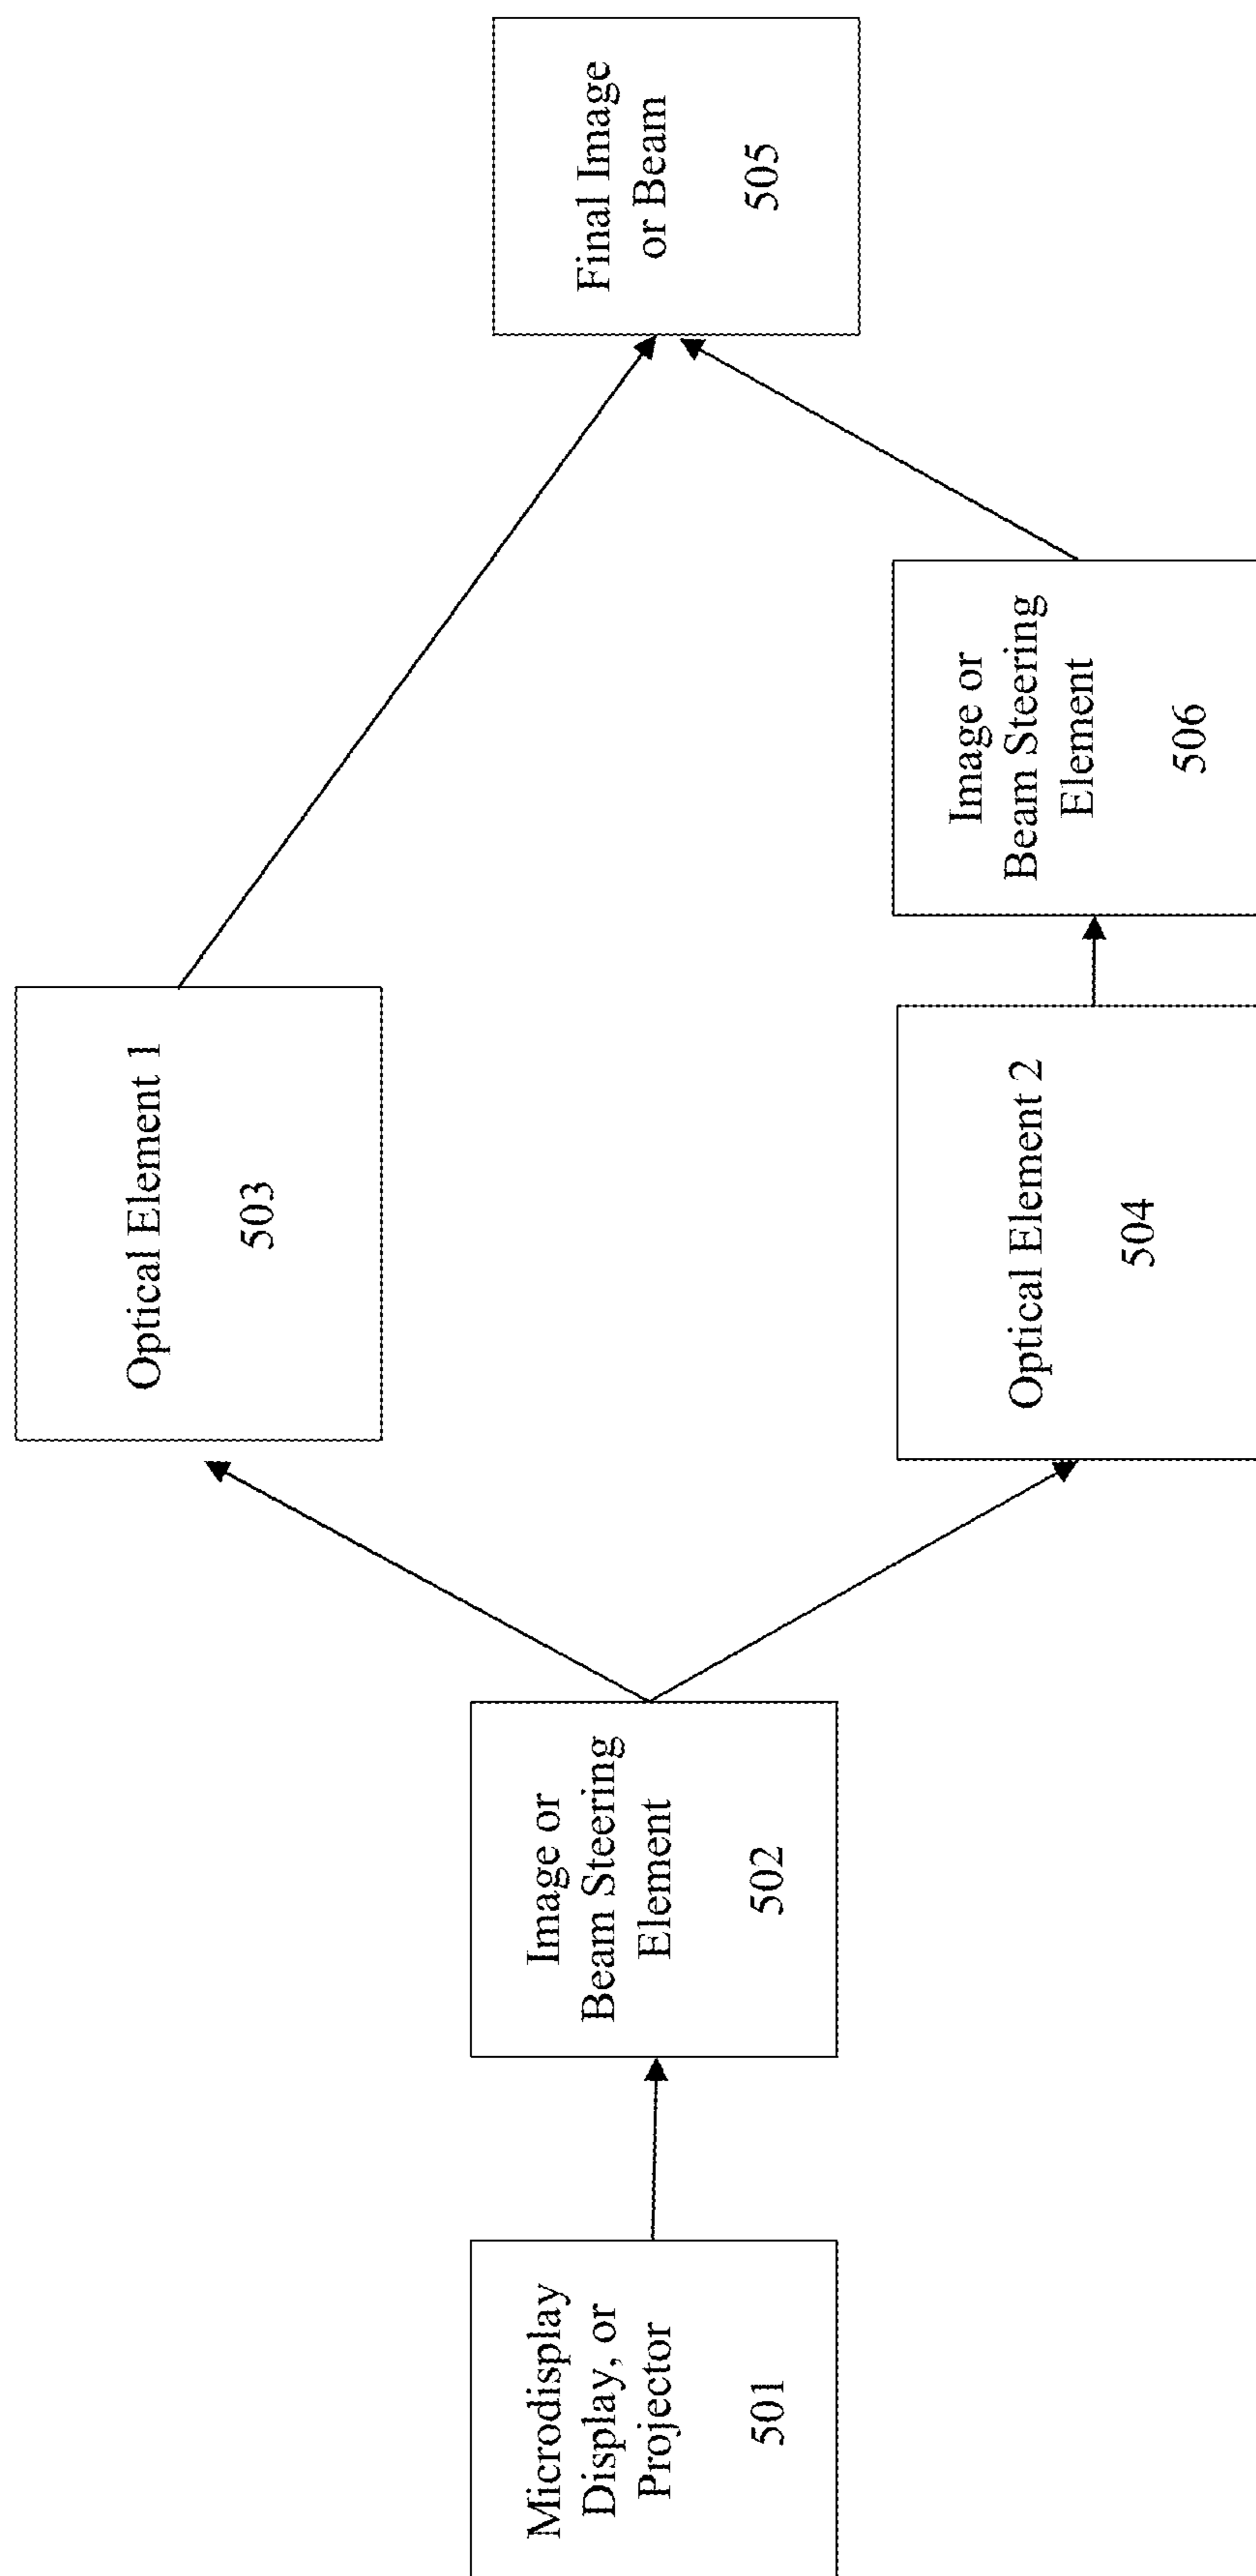 Microdisplay
Display, or
Projector
501
Image or
Beam Steering
Element
502
Optical Element 1
503
Optical Element 2
504
Image or
Beam Steering
Element
506
Final Image
or Beam
505